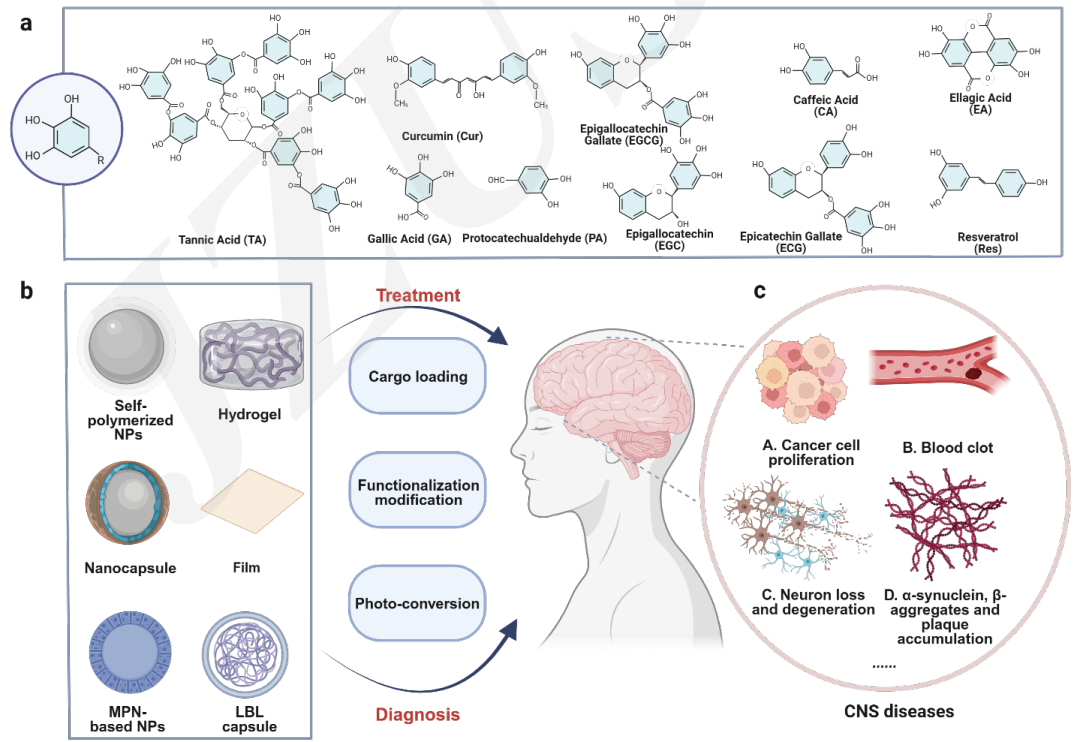 a
OH
HO
HO
R
Tannic Acid (TA)
Curcumin (Cur)
Gallic Acid (GA)
Protocatechualdehyde (PA)
Epigallocatechin
Gallate (EGCG)
Epigallocatechin
(EGC)
Caffeic Acid
(CA)
Epicatechin Gallate
(ECG)
Ellagic Acid
(EA)
Resveratrol
(Res)
b
Self-
polymerized
NPs
Hydrogel
Nanocapsule
Film
MPN-
based NPs
LBL
capsule
Treatment
Cargo loading
Functionalization
modification
Photo-conversion
Diagnosis
c
A. Cancer cell
proliferation
B. Blood clot
C. Neuron loss
and degeneration
D. α-synuclein, β-
aggregates and
plaque
accumulation
......
CNS diseases